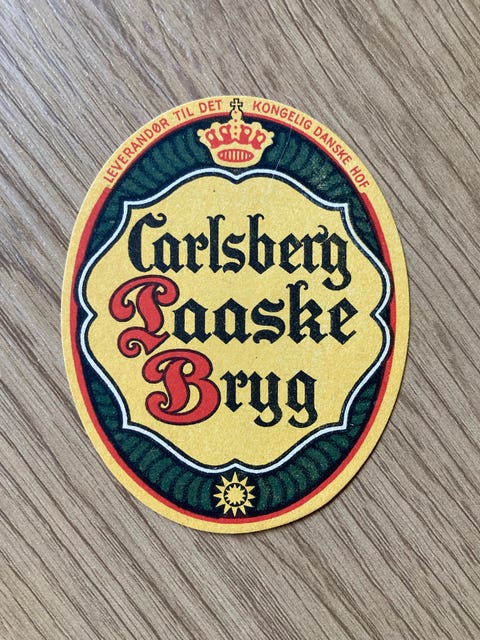 LEVERANDØR TIL DET KONGELIG DANSKE HOF
Carlsberg
Paaske
Bryg